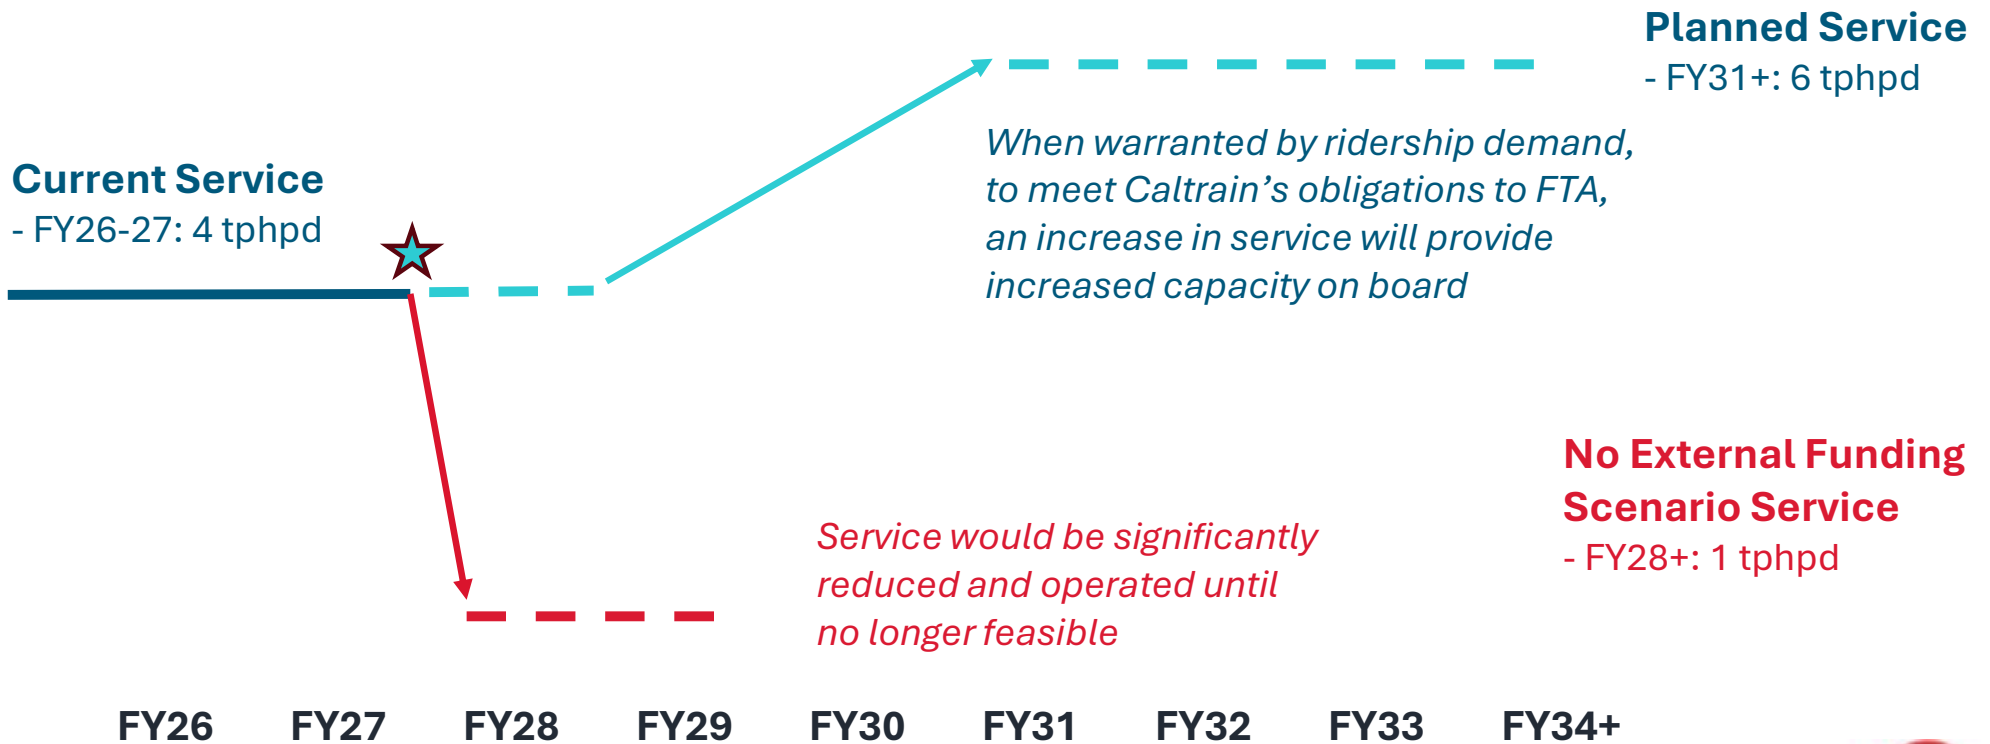 Planned Service
- FY31+: 6 tphpd
When warranted by ridership demand,
to meet Caltrain’s obligations to FTA,
an increase in service will provide
increased capacity on board
Current Service
- FY26-27: 4 tphpd
No External Funding
Scenario Service
- FY28+: 1 tphpd
Service would be significantly
reduced and operated until
no longer feasible
FY26 FY27 FY28 FY29 FY30 FY31 FY32 FY33 FY34+